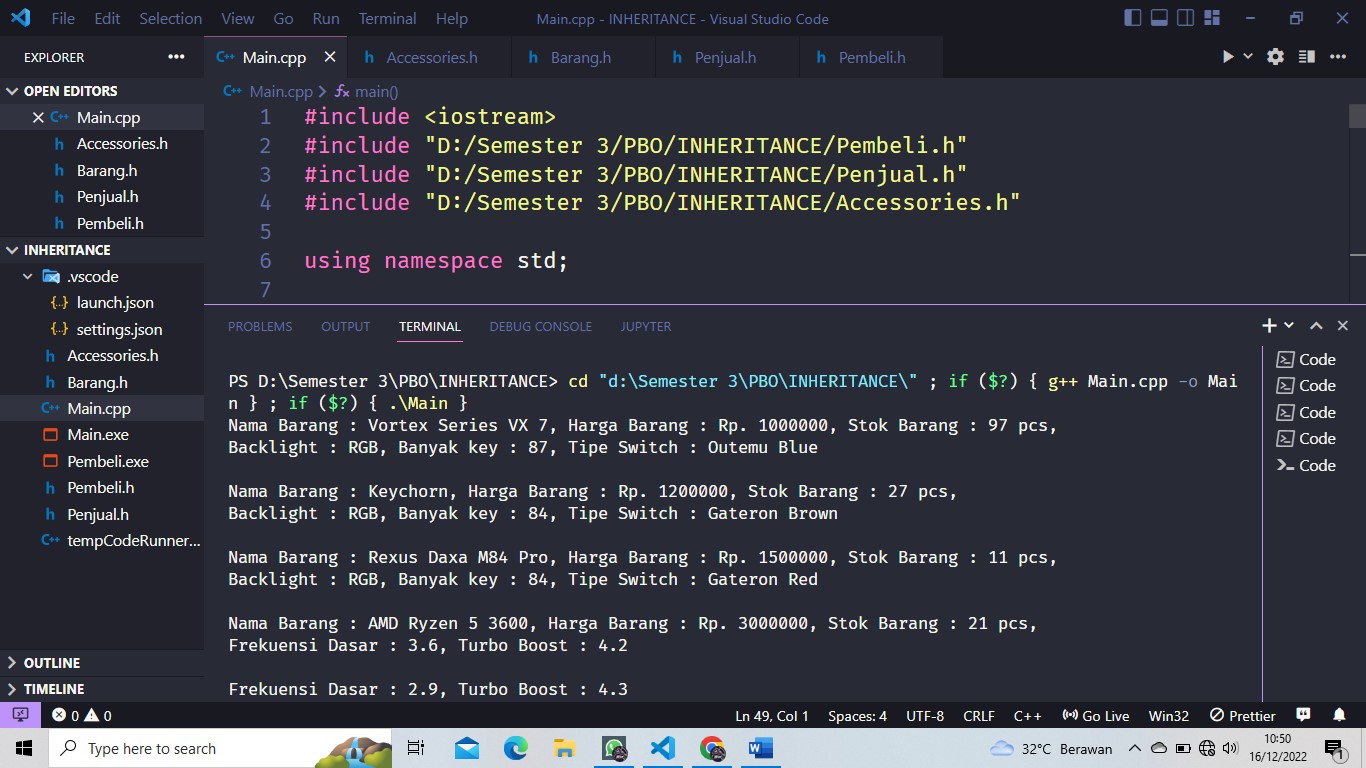 File Edit Selection View Go Run Terminal Help Main.cpp - INHERITANCE - Visual Studio Code
EXPLORER
Main.cpp Accessories.h Barang.h Penjual.h Pembeli.h
OPEN EDITORS
Main.cpp
Accessories.h
Barang.h
Penjual.h
Pembeli.h
INHERITANCE
.vscode
launch.json
settings.json
Accessories.h
Barang.h
Main.cpp
Main.exe
Pembeli.exe
Pembeli.h
Penjual.h
tempCodeRunner...
OUTLINE
TIMELINE
Main.cpp > main()
1 #include <iostream>
2 #include "D:/Semester 3/PBO/INHERITANCE/Pembeli.h"
3 #include "D:/Semester 3/PBO/INHERITANCE/Penjual.h"
4 #include "D:/Semester 3/PBO/INHERITANCE/Accessories.h"
5
6 using namespace std;
7
PROBLEMS OUTPUT TERMINAL DEBUG CONSOLE JUPYTER
PS D:\Semester 3\PBO\INHERITANCE> cd "d:\Semester 3\PBO\INHERITANCE\" ; if ($?) { g++ Main.cpp -o Mai
n } ; if ($?) { .\Main }
Nama Barang : Vortex Series VX 7, Harga Barang : Rp. 1000000, Stok Barang : 97 pcs,
Backlight : RGB, Banyak key : 87, Tipe Switch : Outemu Blue
Nama Barang : Keychorn, Harga Barang : Rp. 1200000, Stok Barang : 27 pcs,
Backlight : RGB, Banyak key : 84, Tipe Switch : Gateron Brown
Nama Barang : Rexus Daxa M84 Pro, Harga Barang : Rp. 1500000, Stok Barang : 11 pcs,
Backlight : RGB, Banyak key : 84, Tipe Switch : Gateron Red
Nama Barang : AMD Ryzen 5 3600, Harga Barang : Rp. 3000000, Stok Barang : 21 pcs,
Frekuensi Dasar : 3.6, Turbo Boost : 4.2
Frekuensi Dasar : 2.9, Turbo Boost : 4.3
Code
Code
Code
Code
Code
0 0 Ln 49, Col 1 Spaces: 4 UTF-8 CRLF C++ Go Live Win32 Prettier
Type here to search
32°C Berawan
10:50
16/12/2022
1